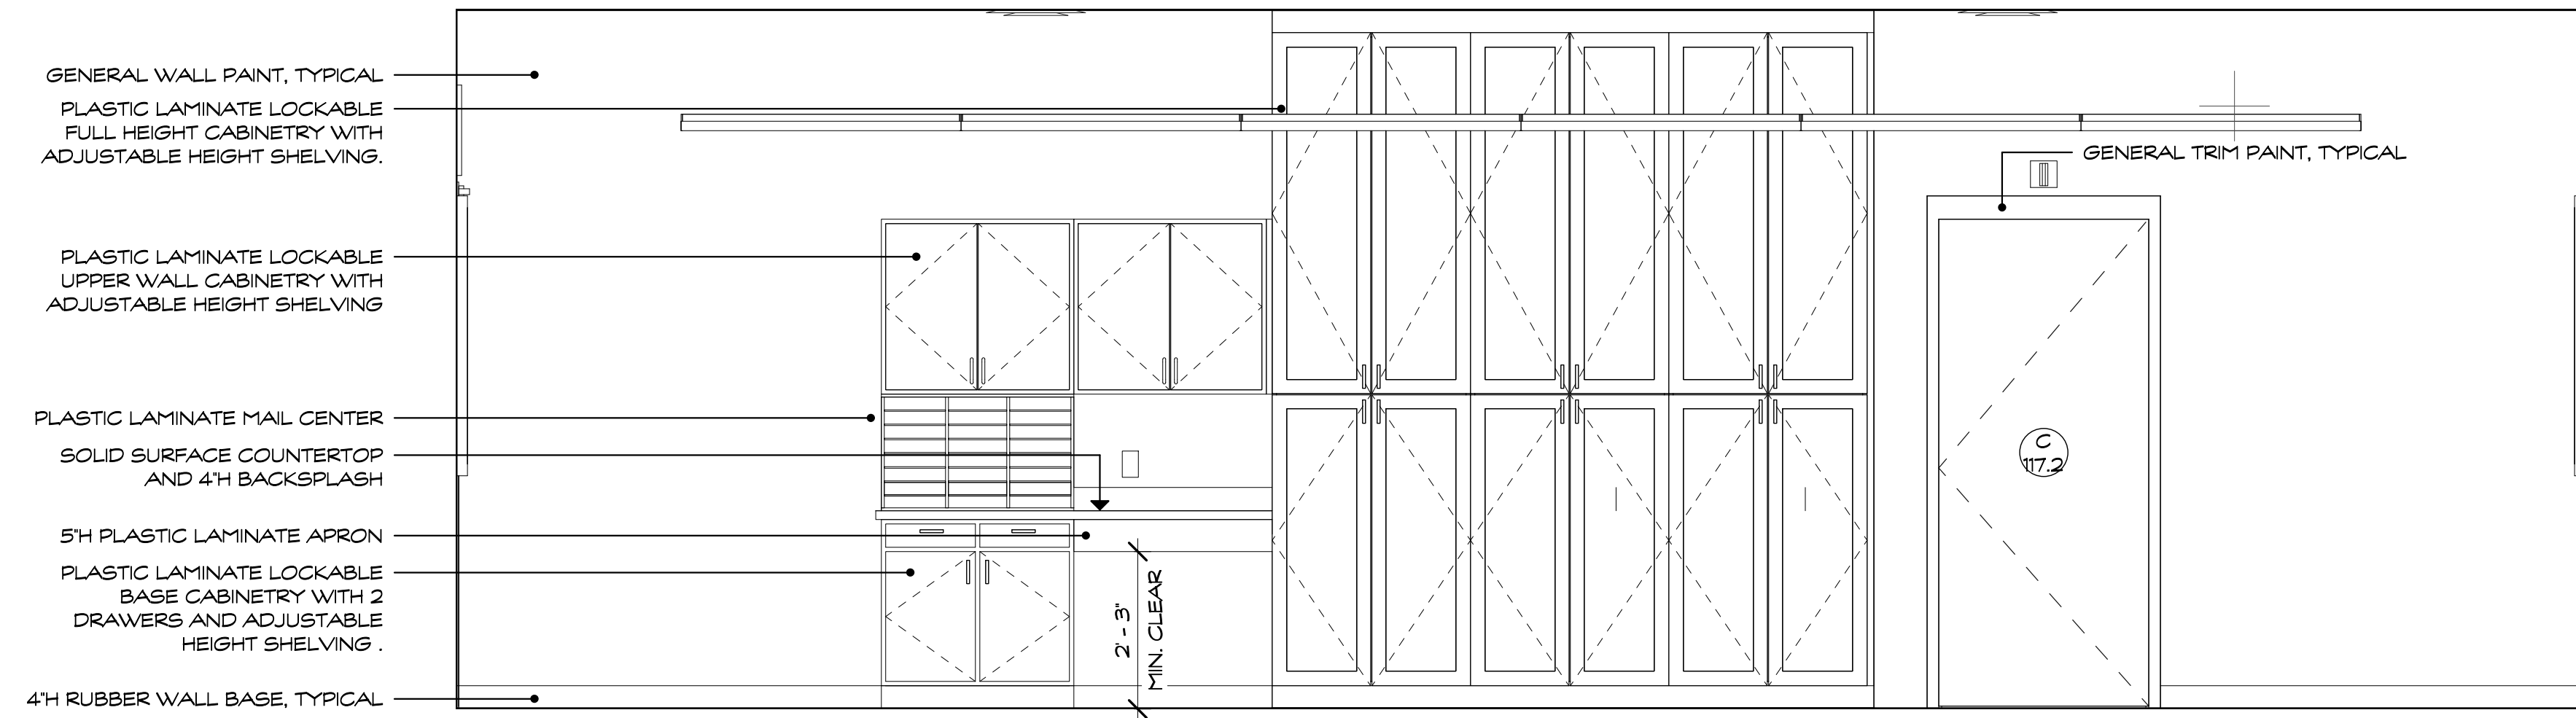 GENERAL WALL PAINT, TYPICAL
PLASTIC LAMINATE LOCKABLE
FULL HEIGHT CABINETRY WITH
ADJUSTABLE HEIGHT SHELVING.
GENERAL TRIM PAINT, TYPICAL
PLASTIC LAMINATE LOCKABLE
UPPER WALL CABINETRY WITH
ADJUSTABLE HEIGHT SHELVING
PLASTIC LAMINATE MAIL CENTER
SOLID SURFACE COUNTERTOP
AND 4"H BACKSPLASH
C
117.2
5"H PLASTIC LAMINATE APRON
PLASTIC LAMINATE LOCKABLE
BASE CABINETRY WITH 2
DRAWERS AND ADJUSTABLE
HEIGHT SHELVING .
2' - 3"
MIN. CLEAR
4"H RUBBER WALL BASE, TYPICAL